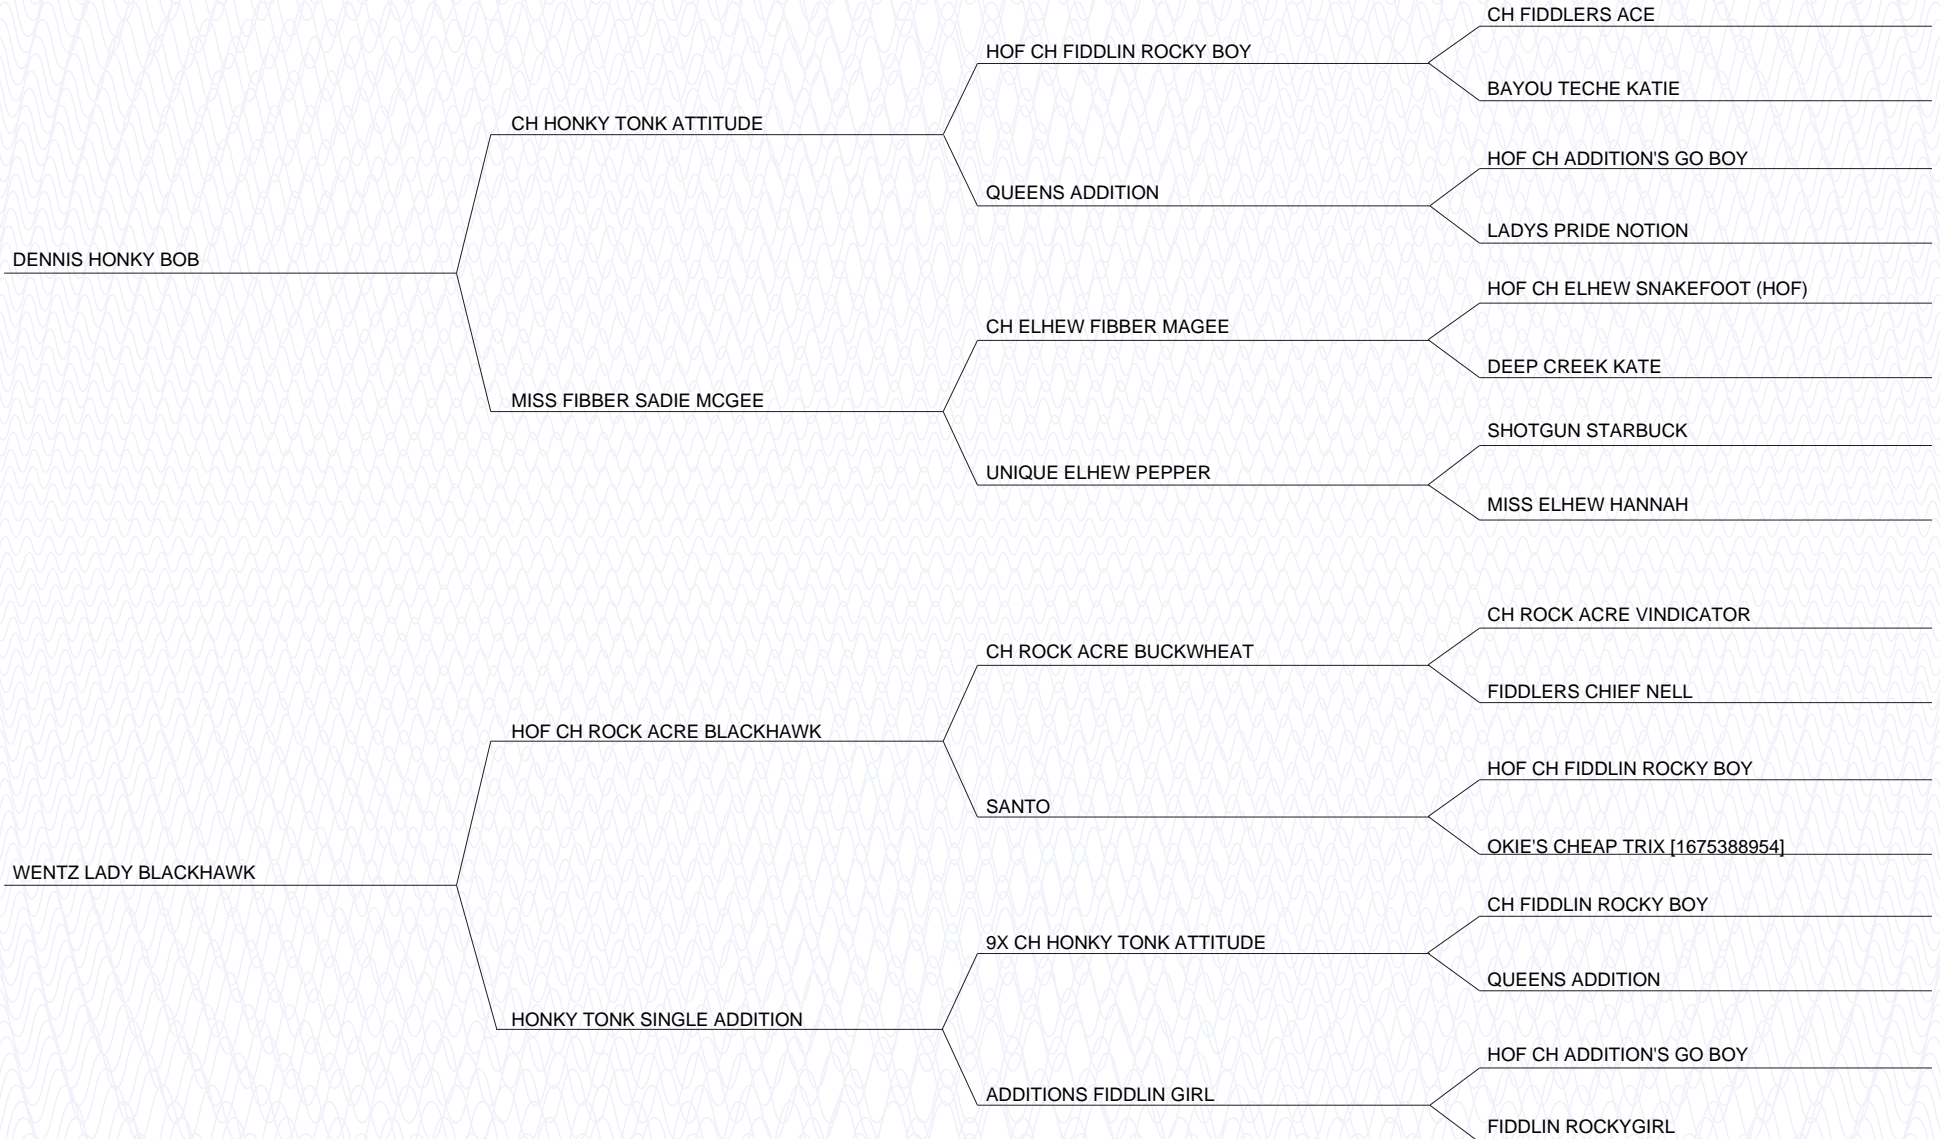 CH FIDDLERS ACE
HOF CH FIDDLIN ROCKY BOY
BAYOU TECHE KATIE
CH HONKY TONK ATTITUDE
HOF CH ADDITION'S GO BOY
QUEENS ADDITION
LADYS PRIDE NOTION
DENNIS HONKY BOB
HOF CH ELHEW SNAKEFOOT (HOF)
CH ELHEW FIBBER MAGEE
DEEP CREEK KATE
MISS FIBBER SADIE MCGEE
SHOTGUN STARBUCK
UNIQUE ELHEW PEPPER
MISS ELHEW HANNAH
CH ROCK ACRE VINDICATOR
CH ROCK ACRE BUCKWHEAT
FIDDLERS CHIEF NELL
HOF CH ROCK ACRE BLACKHAWK
HOF CH FIDDLIN ROCKY BOY
SANTO
OKIE'S CHEAP TRIX [1675388954]
WENTZ LADY BLACKHAWK
CH FIDDLIN ROCKY BOY
9X CH HONKY TONK ATTITUDE
QUEENS ADDITION
HONKY TONK SINGLE ADDITION
HOF CH ADDITION'S GO BOY
ADDITIONS FIDDLIN GIRL
FIDDLIN ROCKYGIRL